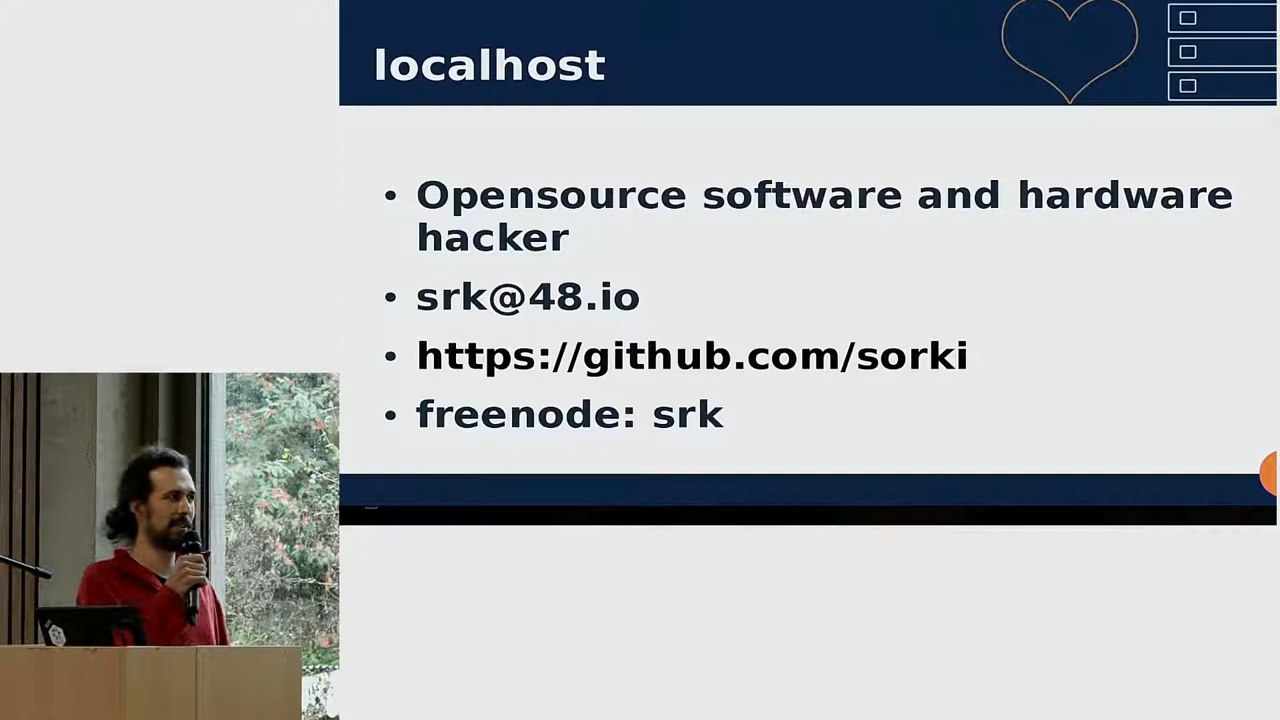 localhost
• Opensource software and hardware
hacker
• srk@48.io
• https://github.com/sorki
• freenode: srk